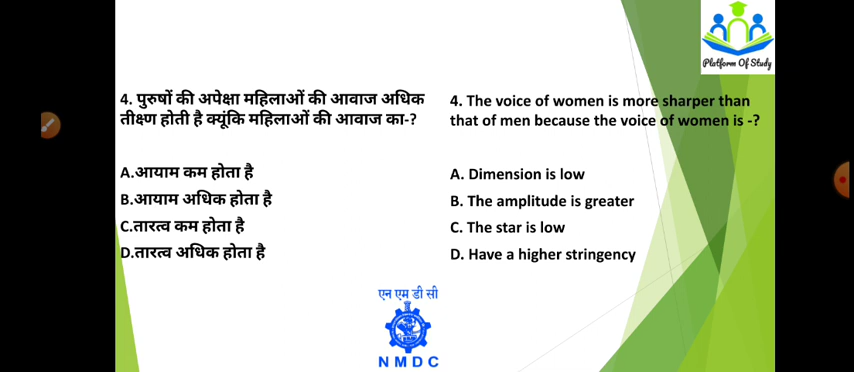 Platform Of Study
4. पुरुषों की अपेक्षा महिलाओं की आवाज अधिक
तीक्ष्ण होती है क्यूंकि महिलाओं की आवाज का-?
A.आयाम कम होता है
B.आयाम अधिक होता है
C.तारत्व कम होता है
D.तारत्व अधिक होता है
4. The voice of women is more sharper than
that of men because the voice of women is -?
A. Dimension is low
B. The amplitude is greater
C. The star is low
D. Have a higher stringency
एन एम डी सी
NMDC